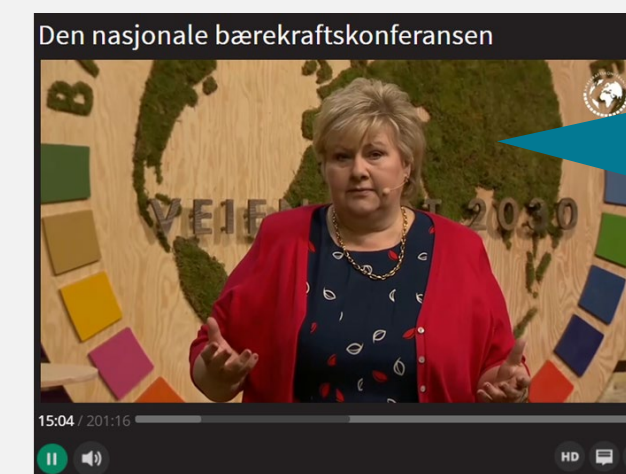 Den nasjonale bærekraftskonferansen
B
VEIEN T 2030
15:04 / 201:16
HD